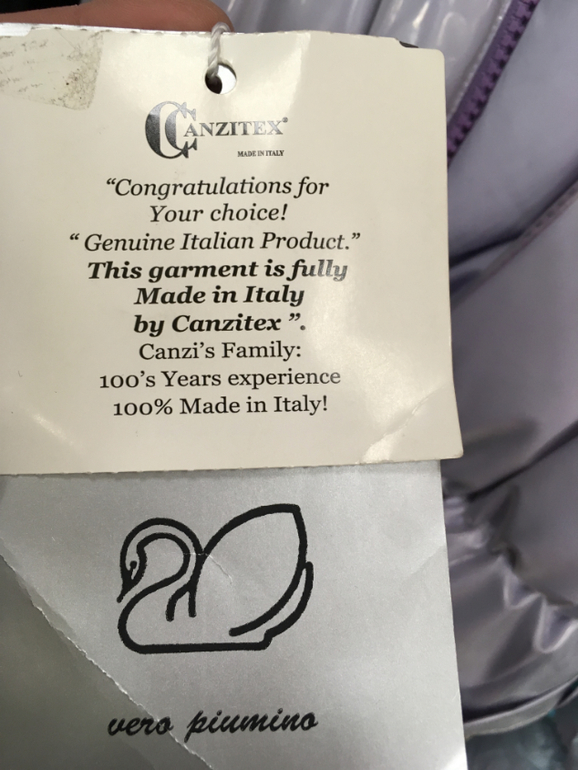 CANZITEX®
MADE IN ITALY
“Congratulations for
Your choice!
“ Genuine Italian Product.”
This garment is fully
Made in Italy
by Canzitex ”.
Canzi’s Family:
100’s Years experience
100% Made in Italy!
vero piumino